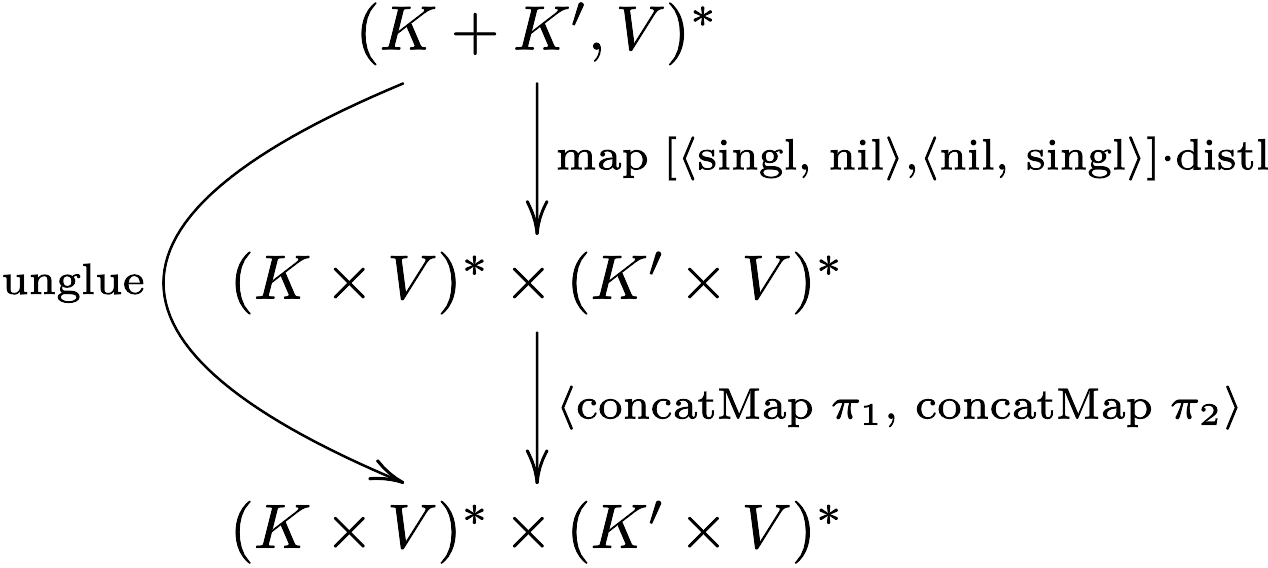 (K + K′, V)*
map [⟨singl, nil⟩,⟨nil, singl⟩]·distl
unglue
(K × V)* × (K′ × V)*
⟨concatMap π₁, concatMap π₂⟩
(K × V)* × (K′ × V)*